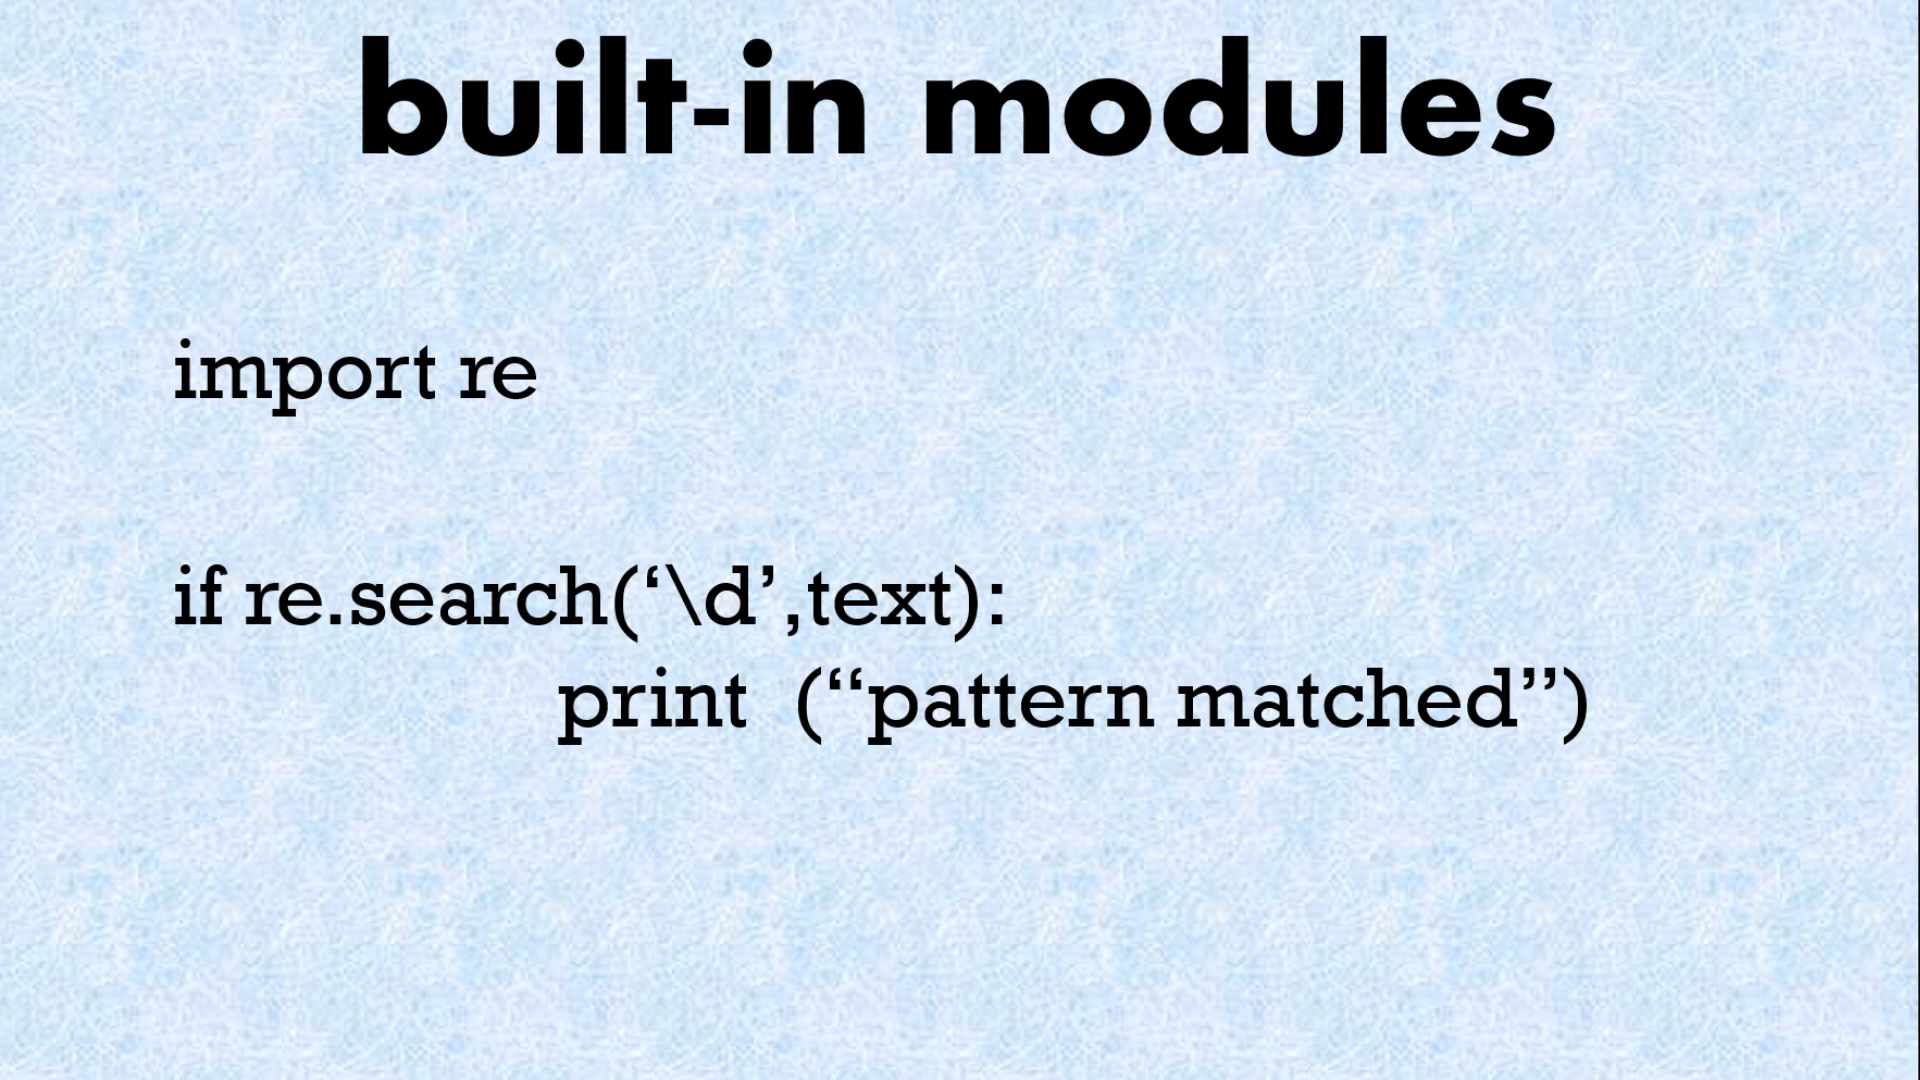 built-in modules
import re
if re.search(‘\d’,text):
print  (“pattern matched”)